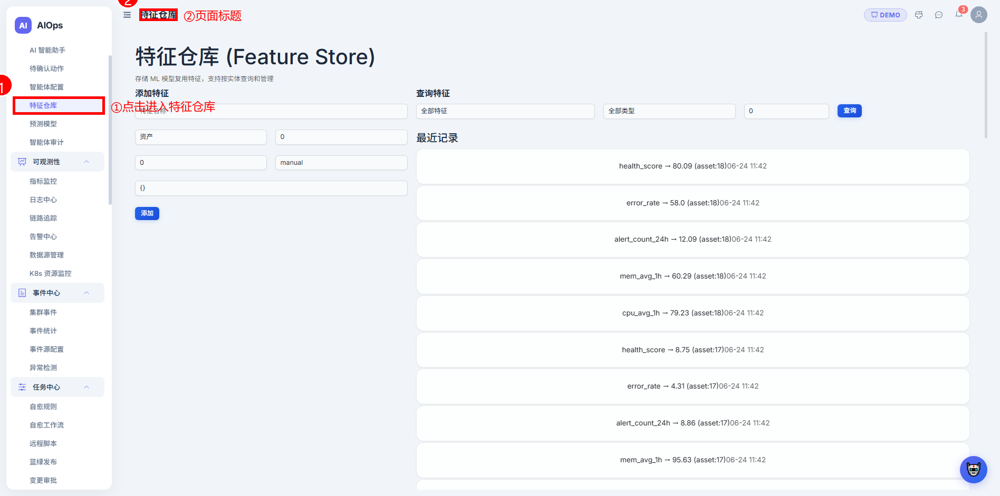 AI AIOps
AI 智能助手
待确认动作
1
智能体配置
特征仓库
预测模型
智能体审计
可观测性
指标监控
日志中心
链路追踪
告警中心
数据源管理
K8s 资源监控
事件中心
集群事件
事件统计
事件源配置
异常检测
任务中心
自愈规则
自愈工作流
远程脚本
蓝绿发布
变更审批
2
特征仓库
②页面标题
DEMO
3
特征仓库 (Feature Store)
存储 ML 模型复用特征，支持按实体查询和管理
添加特征
①点击进入特征仓库
特征名称
资产
0
0
manual
{}
添加
查询特征
全部特征
全部类型
0
查询
最近记录
health_score → 80.09 (asset:18)06-24 11:42
error_rate → 58.0 (asset:18)06-24 11:42
alert_count_24h → 12.09 (asset:18)06-24 11:42
mem_avg_1h → 60.29 (asset:18)06-24 11:42
cpu_avg_1h → 79.23 (asset:18)06-24 11:42
health_score → 8.75 (asset:17)06-24 11:42
error_rate → 4.31 (asset:17)06-24 11:42
alert_count_24h → 8.86 (asset:17)06-24 11:42
mem_avg_1h → 95.63 (asset:17)06-24 11:42